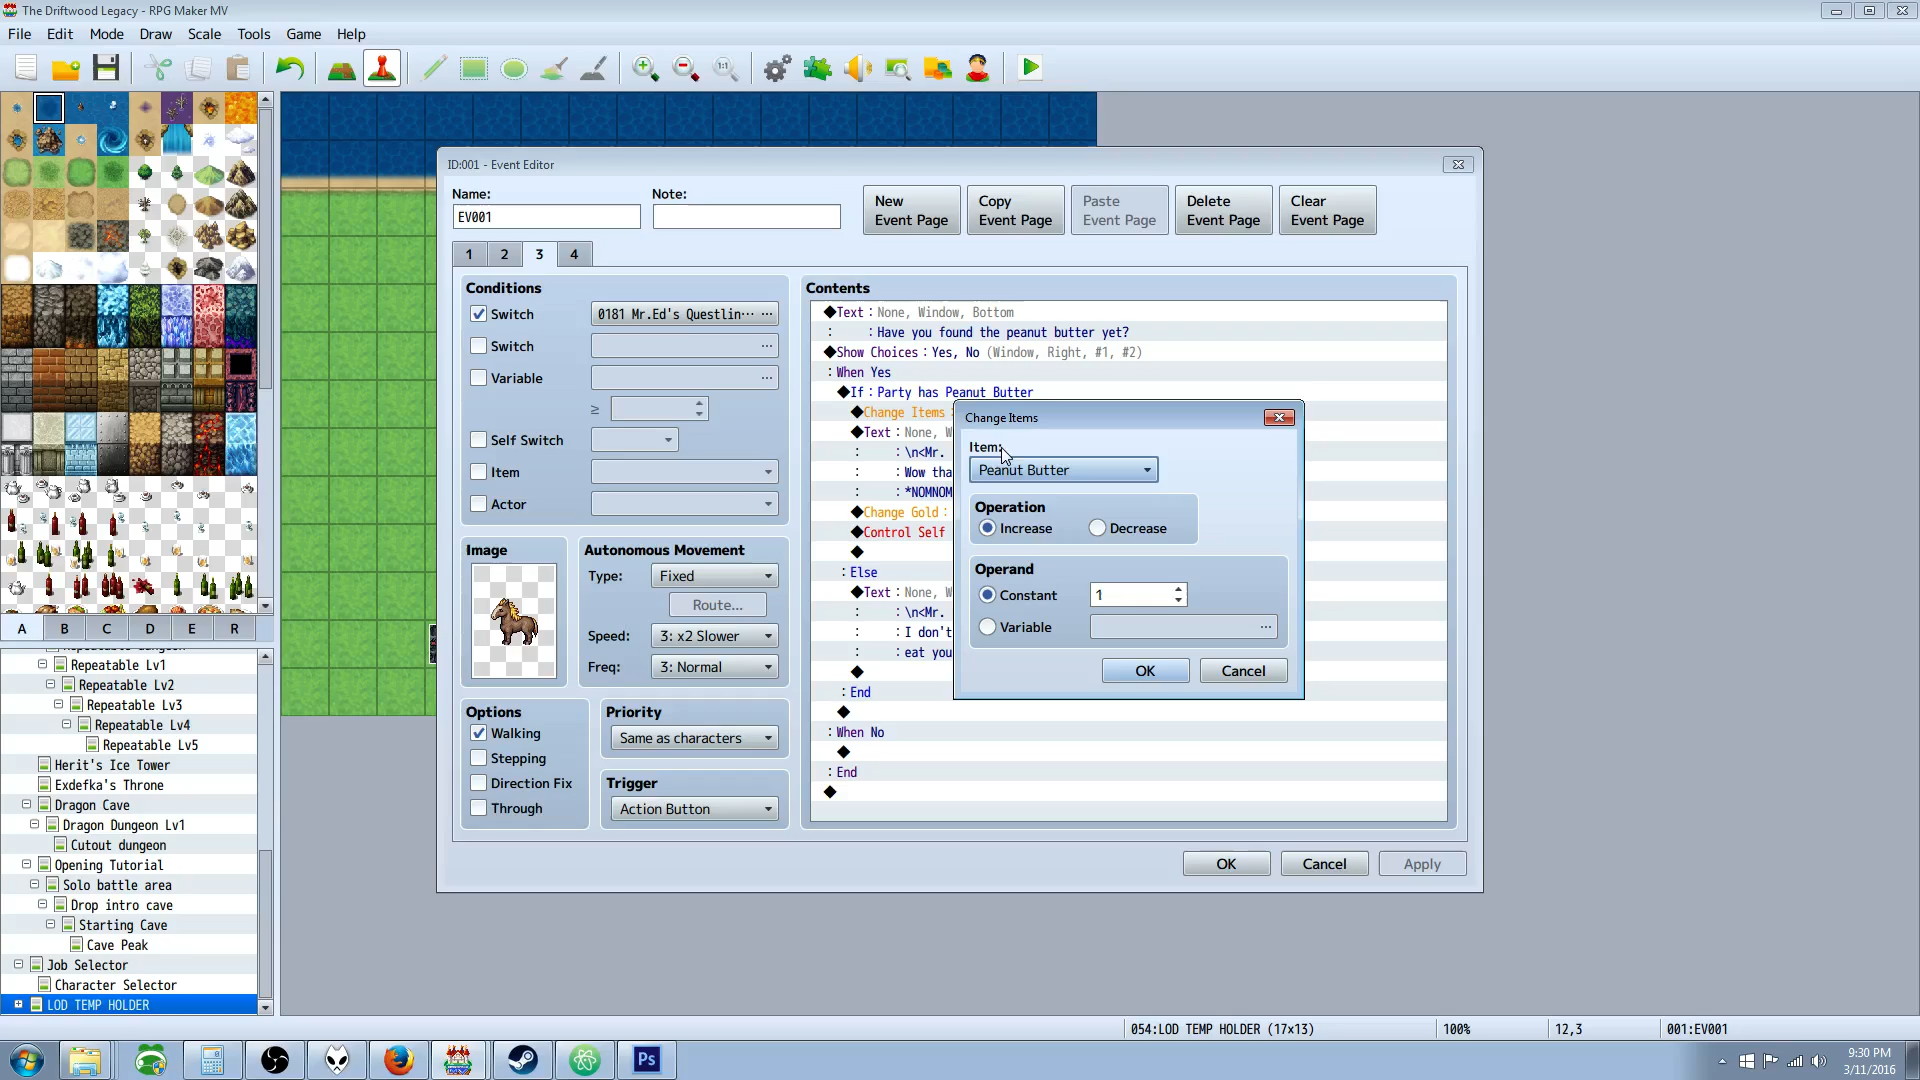 The Driftwood Legacy - RPG Maker MV
File Edit Mode Draw Scale Tools Game Help
1:1
ID:001 - Event Editor
Name: Note:
EV001
New Event Page
Copy Event Page
Paste Event Page
Delete Event Page
Clear Event Page
1 2 3 4
Conditions
Switch 0181 Mr.Ed's Questlin... ...
Switch ...
Variable ...
≥
Self Switch
Item
Actor
Image
Autonomous Movement
Type: Fixed
Route...
Speed: 3: x2 Slower
Freq: 3: Normal
Options
Walking
Stepping
Direction Fix
Through
Priority
Same as characters
Trigger
Action Button
Contents
◆Text : None, Window, Bottom
: : Have you found the peanut butter yet?
◆Show Choices : Yes, No (Window, Right, #1, #2)
: When Yes
◆If : Party has Peanut Butter
◆Change Items
◆Text : None, W
: : \n<Mr.
: : Wow tha
: : *NOMNOM
◆Change Gold :
◆Control Self
◆
: Else
◆Text : None, W
: : \n<Mr.
: : I don't
: : eat you
◆
: End
◆
: When No
◆
: End
◆
Change Items
Item:
Peanut Butter
Operation
Increase Decrease
Operand
Constant 1
Variable ...
OK Cancel
OK Cancel Apply
A B C D E R
Repeatable Lv1
Repeatable Lv2
Repeatable Lv3
Repeatable Lv4
Repeatable Lv5
Herit's Ice Tower
Exdefka's Throne
Dragon Cave
Dragon Dungeon Lv1
Cutout dungeon
Opening Tutorial
Solo battle area
Drop intro cave
Starting Cave
Cave Peak
Job Selector
Character Selector
LOD TEMP HOLDER
054:LOD TEMP HOLDER (17x13) 100% 12,3 001:EV001
Ps
9:30 PM
3/11/2016